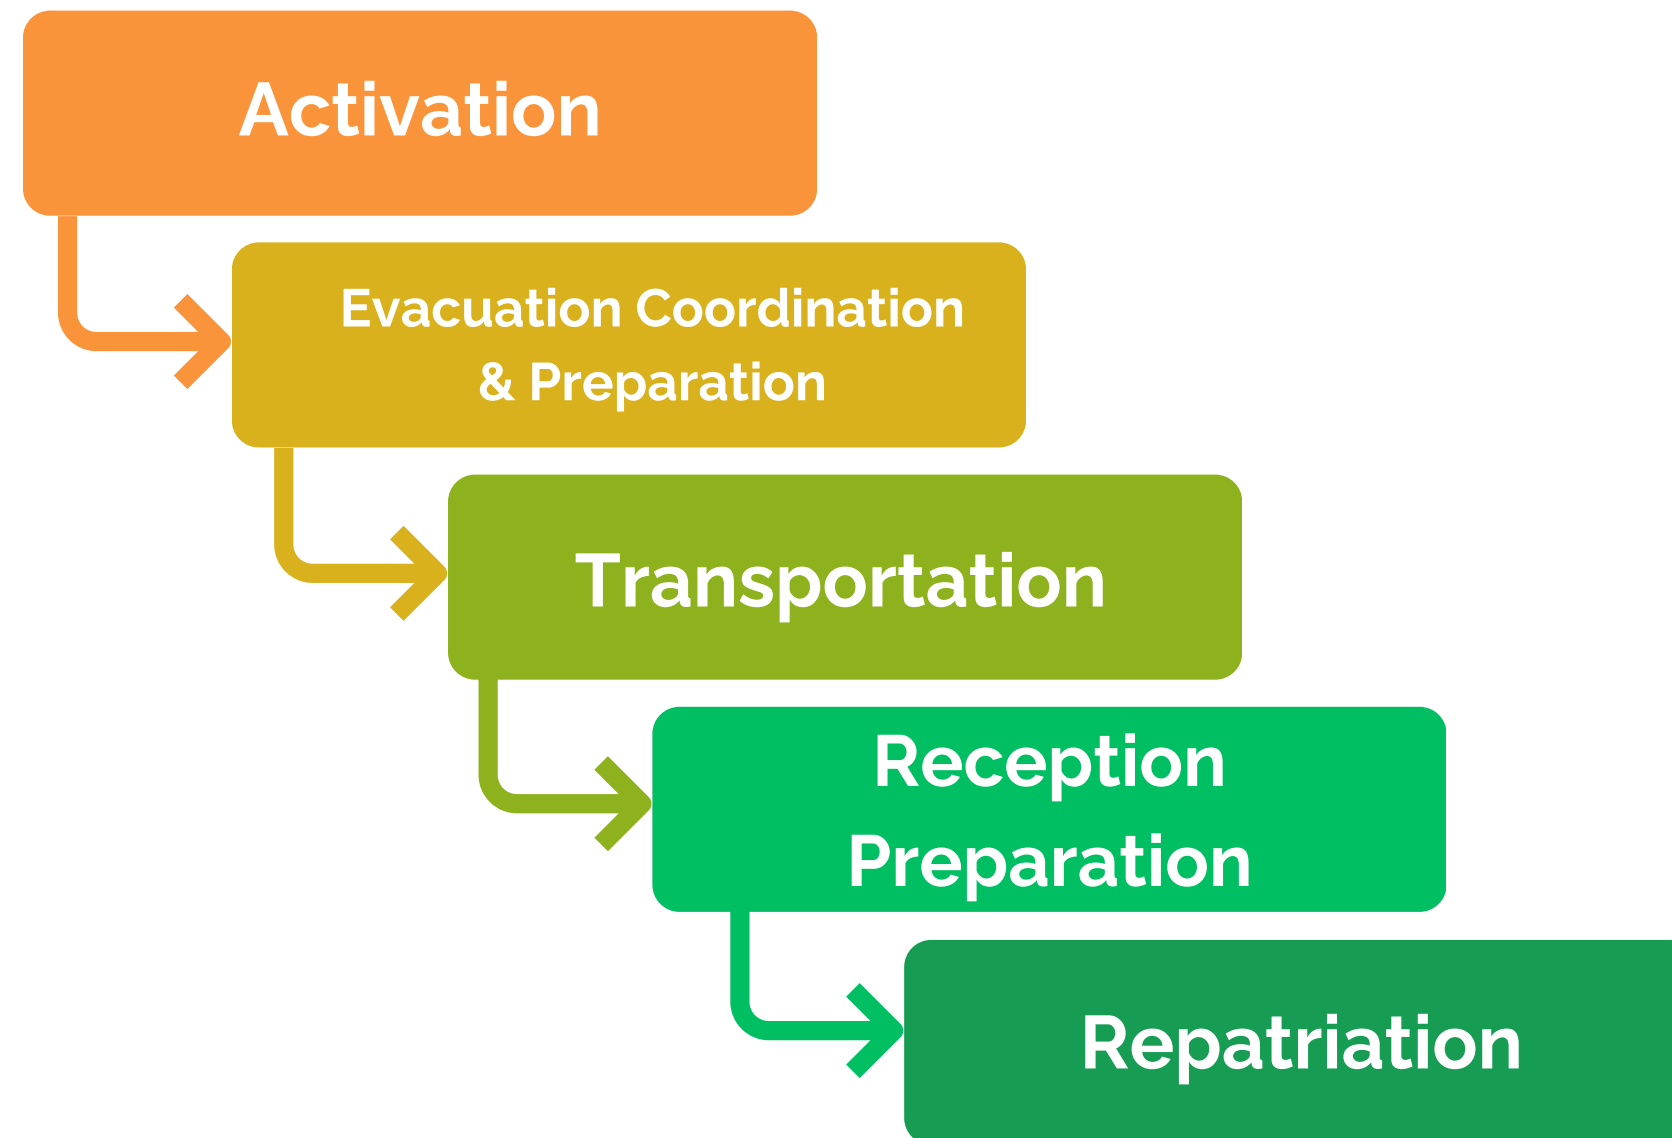 Activation
Evacuation Coordination
& Preparation
Transportation
Reception
Preparation
Repatriation